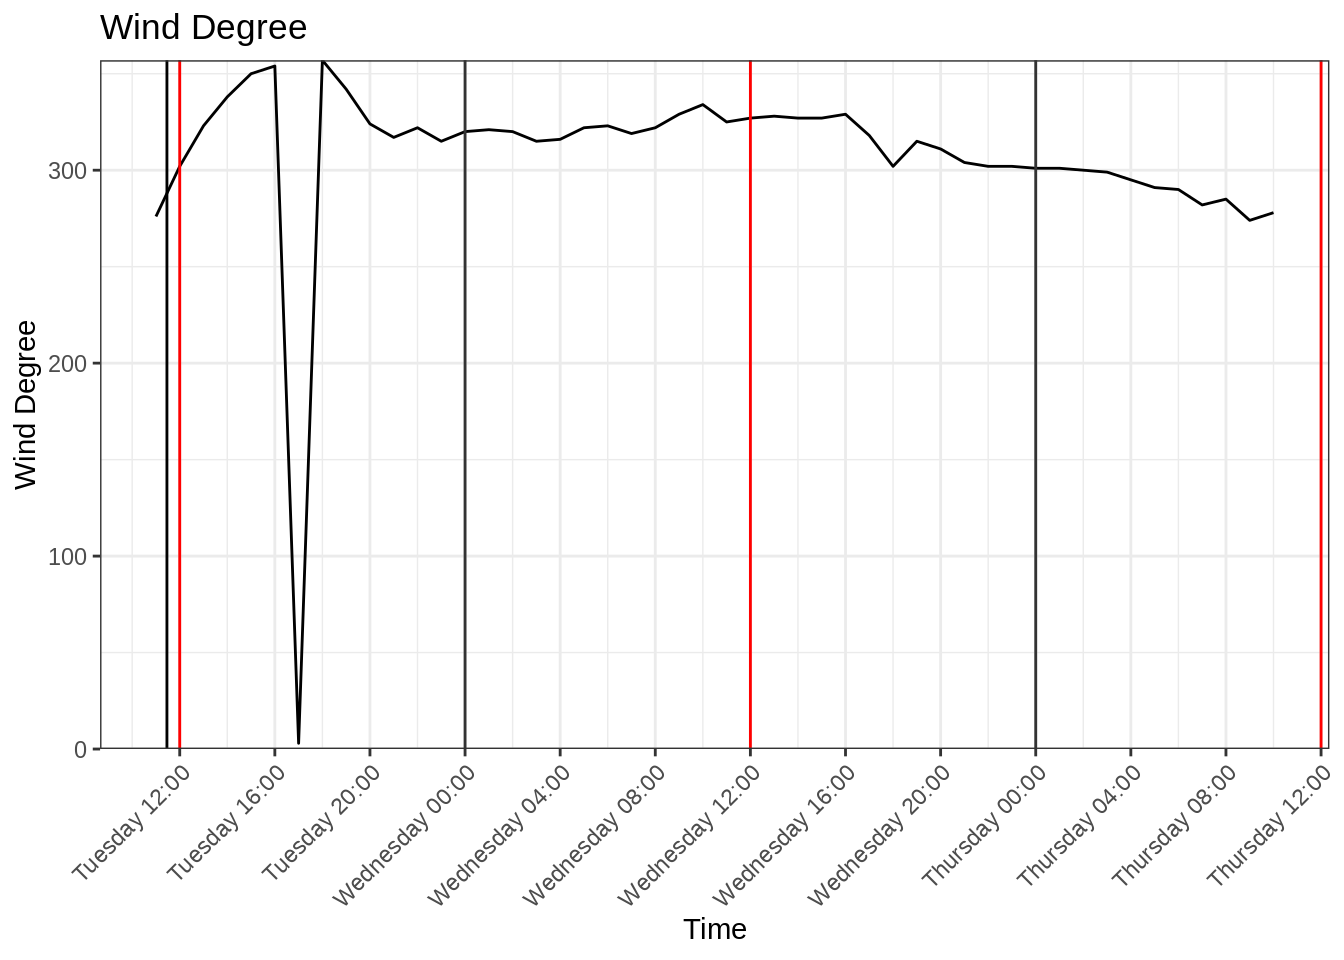 Wind Degree
Wind Degree
300
200
100
0
Tuesday 12:00
Tuesday 16:00
Tuesday 20:00
Wednesday 00:00
Wednesday 04:00
Wednesday 08:00
Wednesday 12:00
Wednesday 16:00
Wednesday 20:00
Thursday 00:00
Thursday 04:00
Thursday 08:00
Thursday 12:00
Time